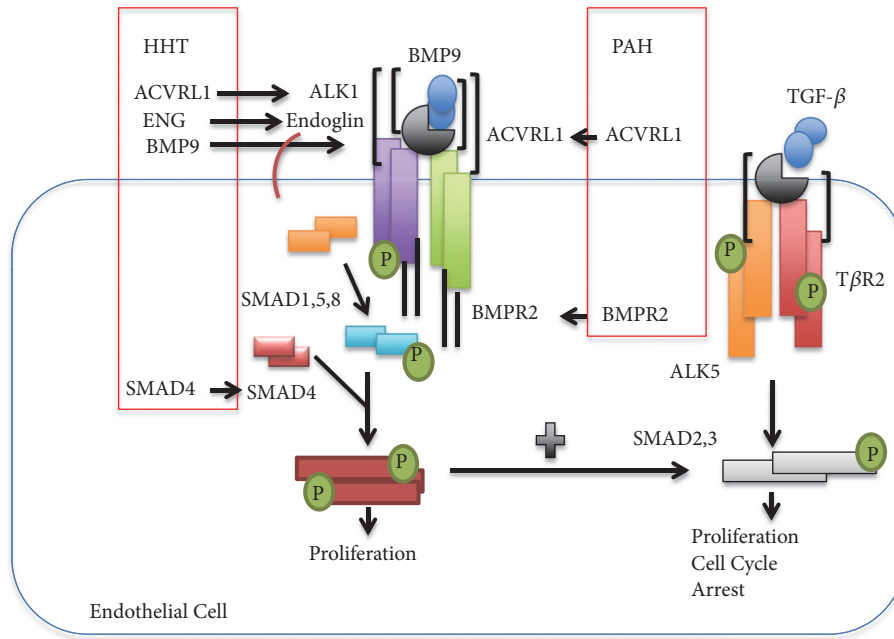 HHT
ACVRL1
ENG
BMP9
SMAD4
ALK1
Endoglin
BMP9
ACVRL1
PAH
ACVRL1
BMPR2
TGF-β
P
P
P
TβR2
SMAD1,5,8
BMPR2
P
ALK5
SMAD4
SMAD2,3
P
P
P
Proliferation
Proliferation
Cell Cycle
Arrest
Endothelial Cell